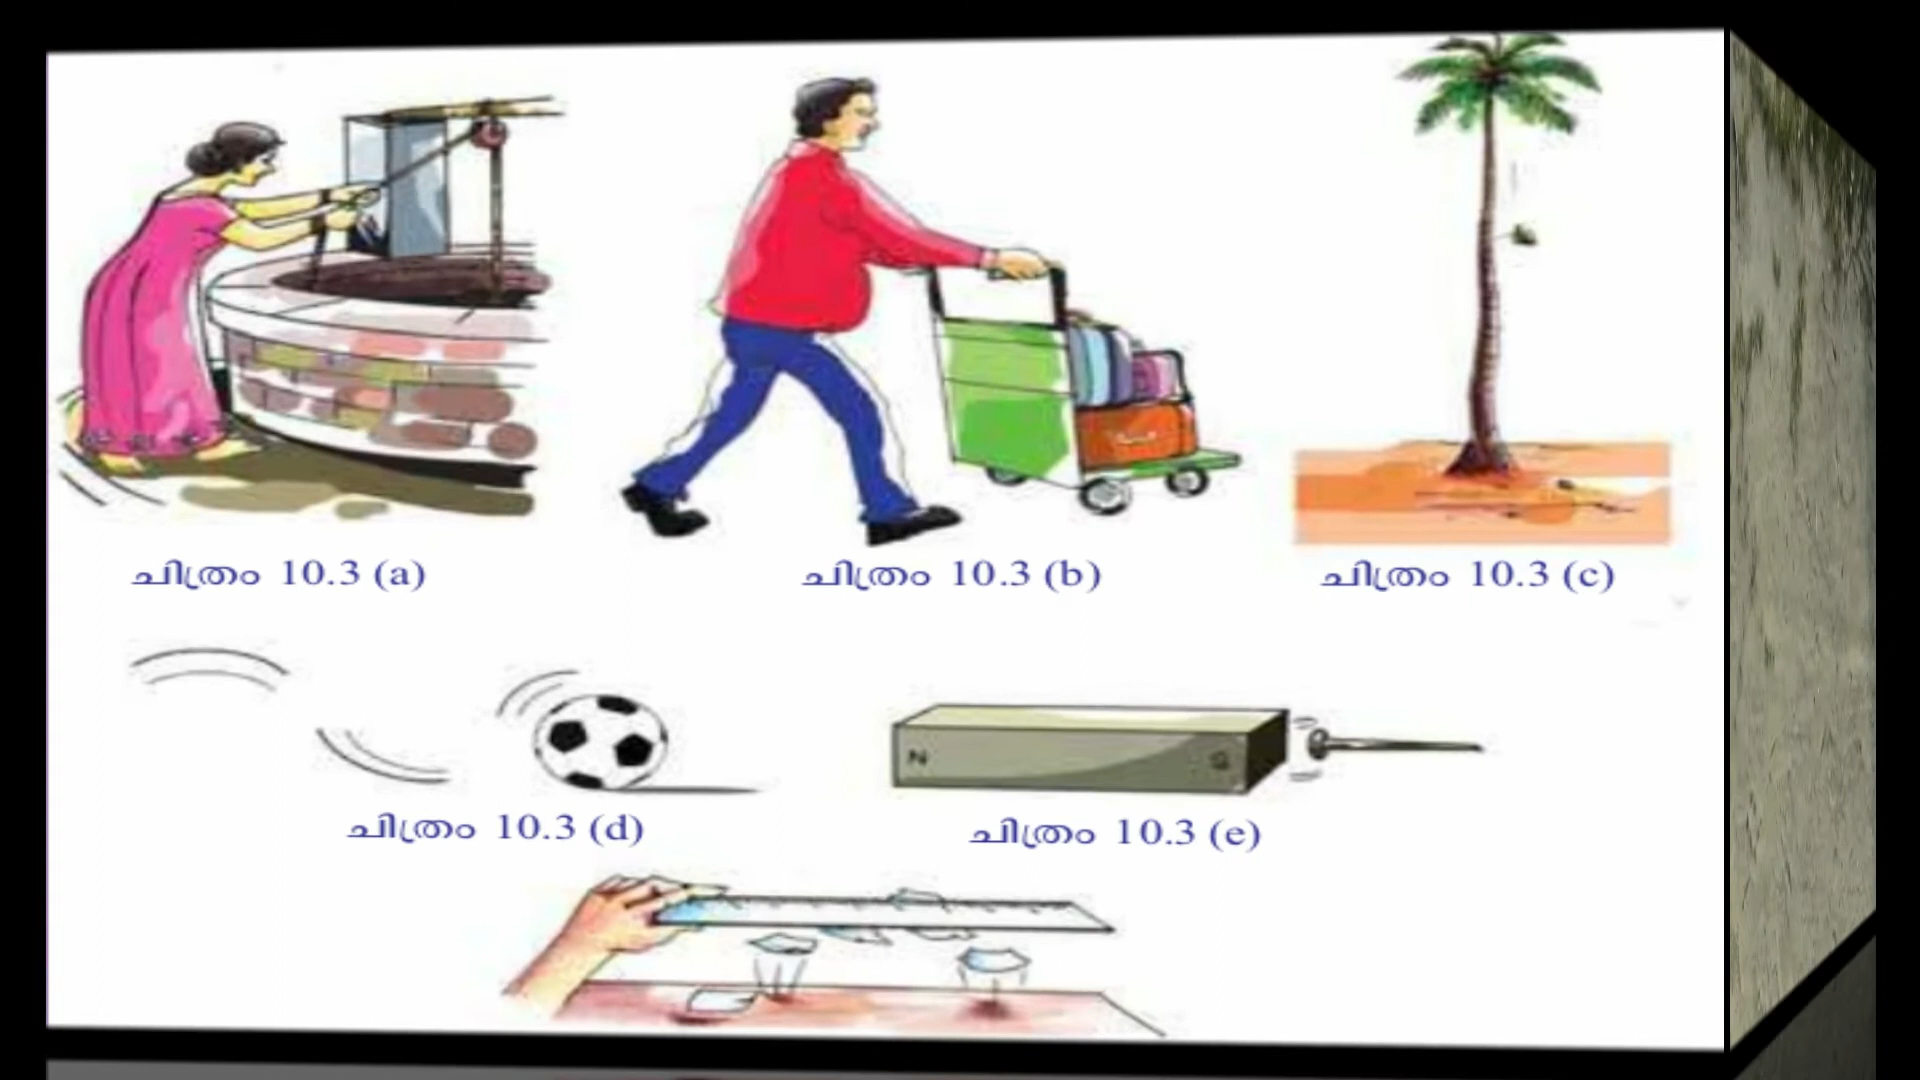 ചിത്രം 10.3 (a)
ചിത്രം 10.3 (b)
ചിത്രം 10.3 (c)
N S
ചിത്രം 10.3 (d)
ചിത്രം 10.3 (e)